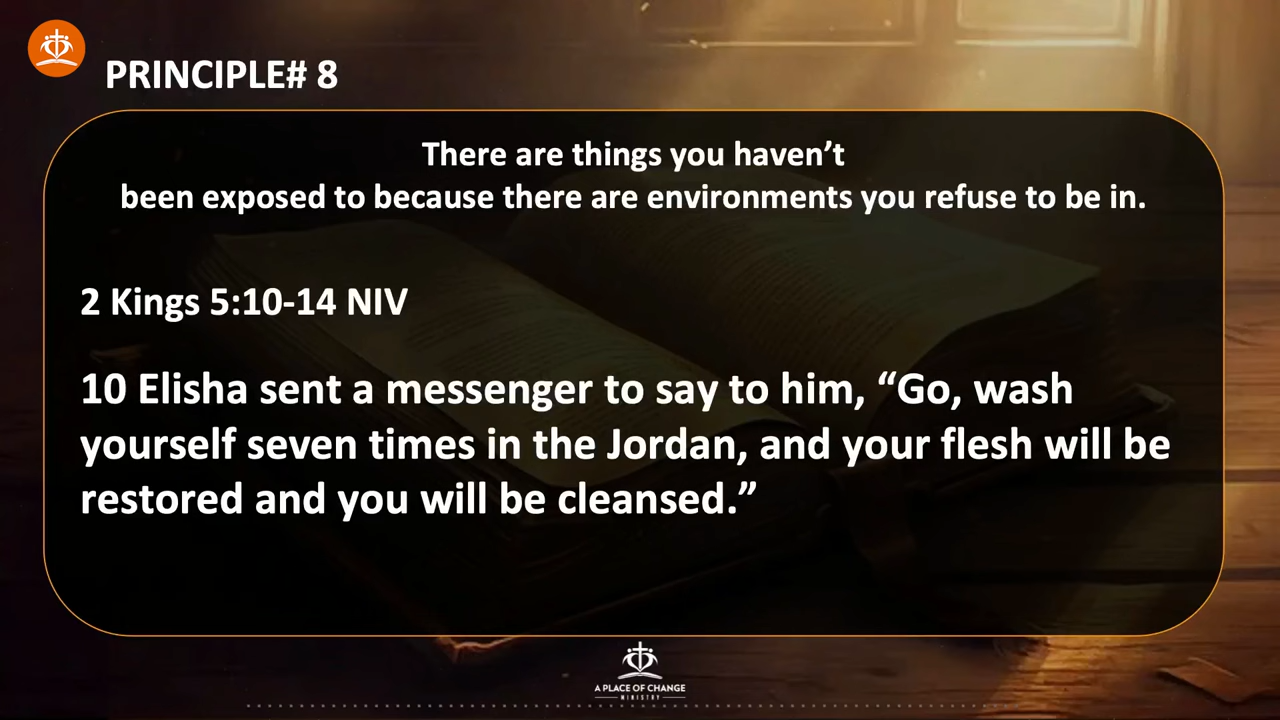 PRINCIPLE# 8
There are things you haven’t
been exposed to because there are environments you refuse to be in.
2 Kings 5:10-14 NIV
10 Elisha sent a messenger to say to him, “Go, wash
yourself seven times in the Jordan, and your flesh will be
restored and you will be cleansed.”
A PLACE OF CHANGE
MINISTRY